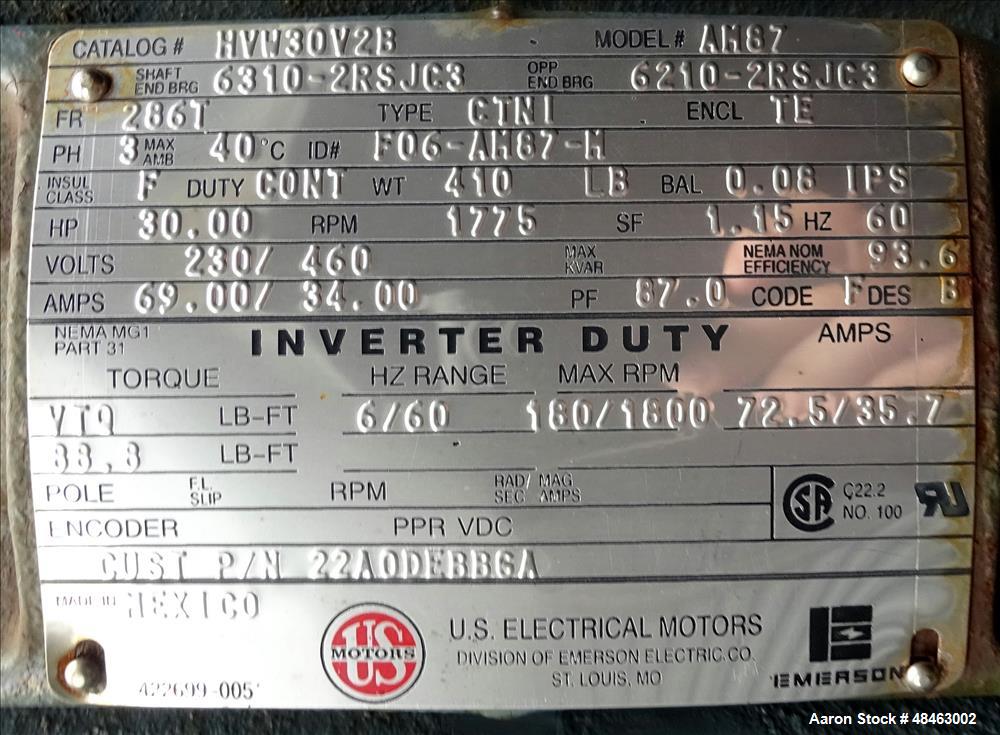 CATALOG # HVW30V2B MODEL# AM87
SHAFT END BRG 6310-2RSJC3 OPP END BRG 6210-2RSJC3
FR 286T TYPE CTNI ENCL TE
PH 3 MAX AMB 40°C ID# F06-AM87-M
INSUL CLASS F DUTY CONT WT 410 LB BAL 0.08 IPS
HP 30.00 RPM 1775 SF 1.15 HZ 60
VOLTS 230/ 460 MAX KVAR NEMA NOM EFFICIENCY 93.6
AMPS 69.00/ 34.00 PF 87.0 CODE F DES B
NEMA MG1 PART 31 INVERTER DUTY AMPS
TORQUE HZ RANGE MAX RPM
VTQ LB-FT 6/60 180/1800 72.5/35.7
88.8 LB-FT
POLE F.L. SLIP RPM RAD/SEC MAG AMPS
SA C22.2 NO. 100 RU
ENCODER PPR VDC
CUST P/N 22A0DEBBGA
MADE IN MEXICO
US MOTORS
U.S. ELECTRICAL MOTORS
DIVISION OF EMERSON ELECTRIC CO.
ST. LOUIS, MO
EMERSON
422699-005
Aaron Stock # 48463002